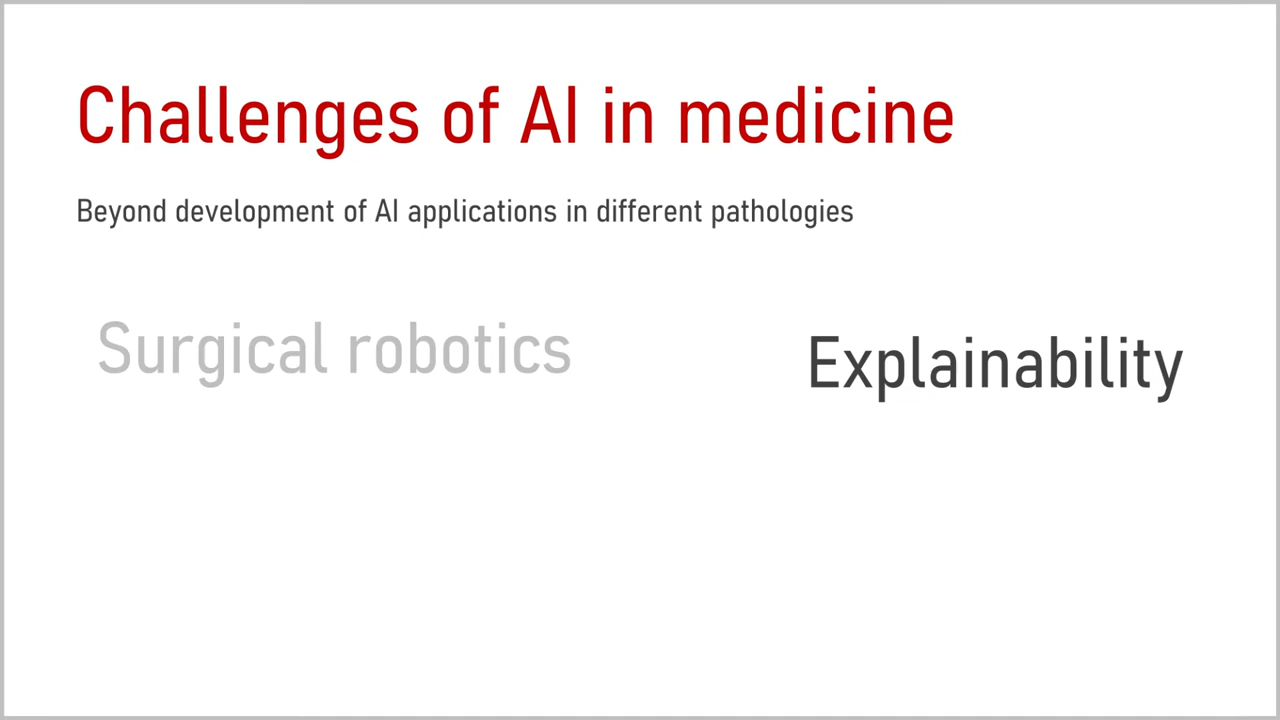 Challenges of AI in medicine
Beyond development of AI applications in different pathologies
Surgical robotics
Explainability